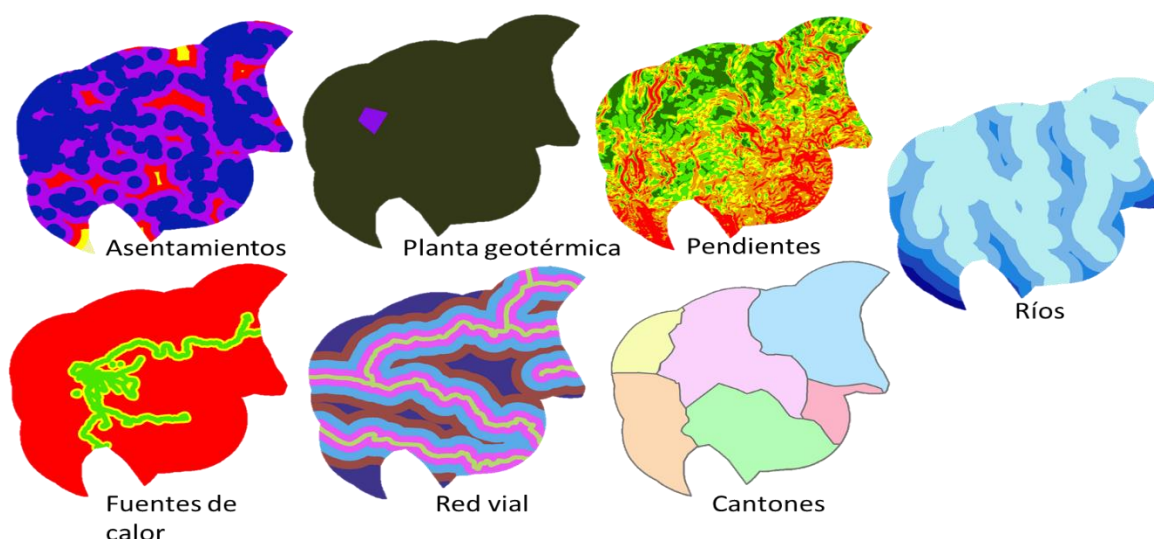 Asentamientos
Planta geotérmica
Pendientes
Ríos
Fuentes de
calor
Red vial
Cantones